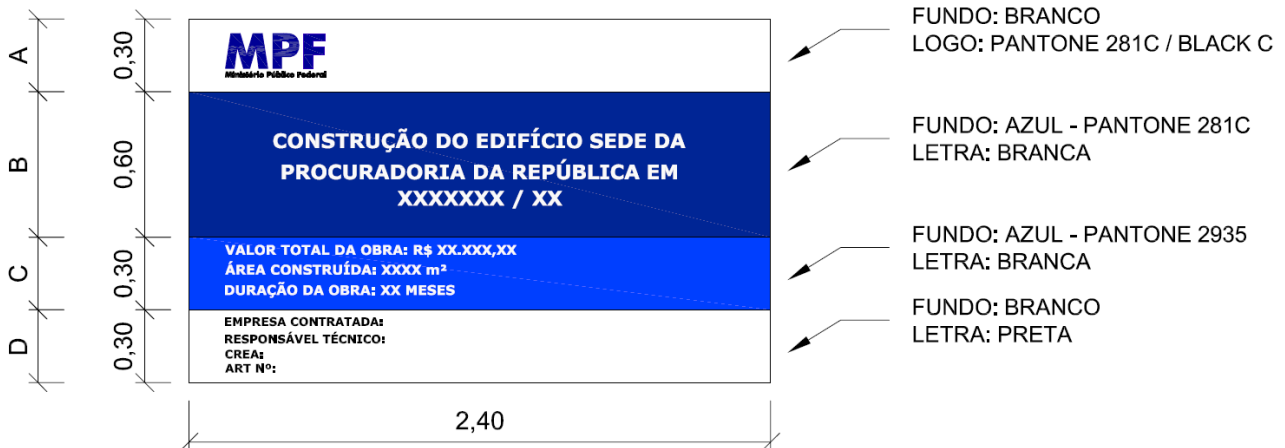 A
0,30
MPF
Ministério Público Federal
FUNDO: BRANCO
LOGO: PANTONE 281C / BLACK C
B
0,60
CONSTRUÇÃO DO EDIFÍCIO SEDE DA
PROCURADORIA DA REPÚBLICA EM
XXXXXXX / XX
FUNDO: AZUL - PANTONE 281C
LETRA: BRANCA
C
0,30
VALOR TOTAL DA OBRA: R$ XX.XXX,XX
ÁREA CONSTRUÍDA: XXXX m²
DURAÇÃO DA OBRA: XX MESES
FUNDO: AZUL - PANTONE 2935
LETRA: BRANCA
D
0,30
EMPRESA CONTRATADA:
RESPONSÁVEL TÉCNICO:
CREA:
ART Nº:
FUNDO: BRANCO
LETRA: PRETA
2,40